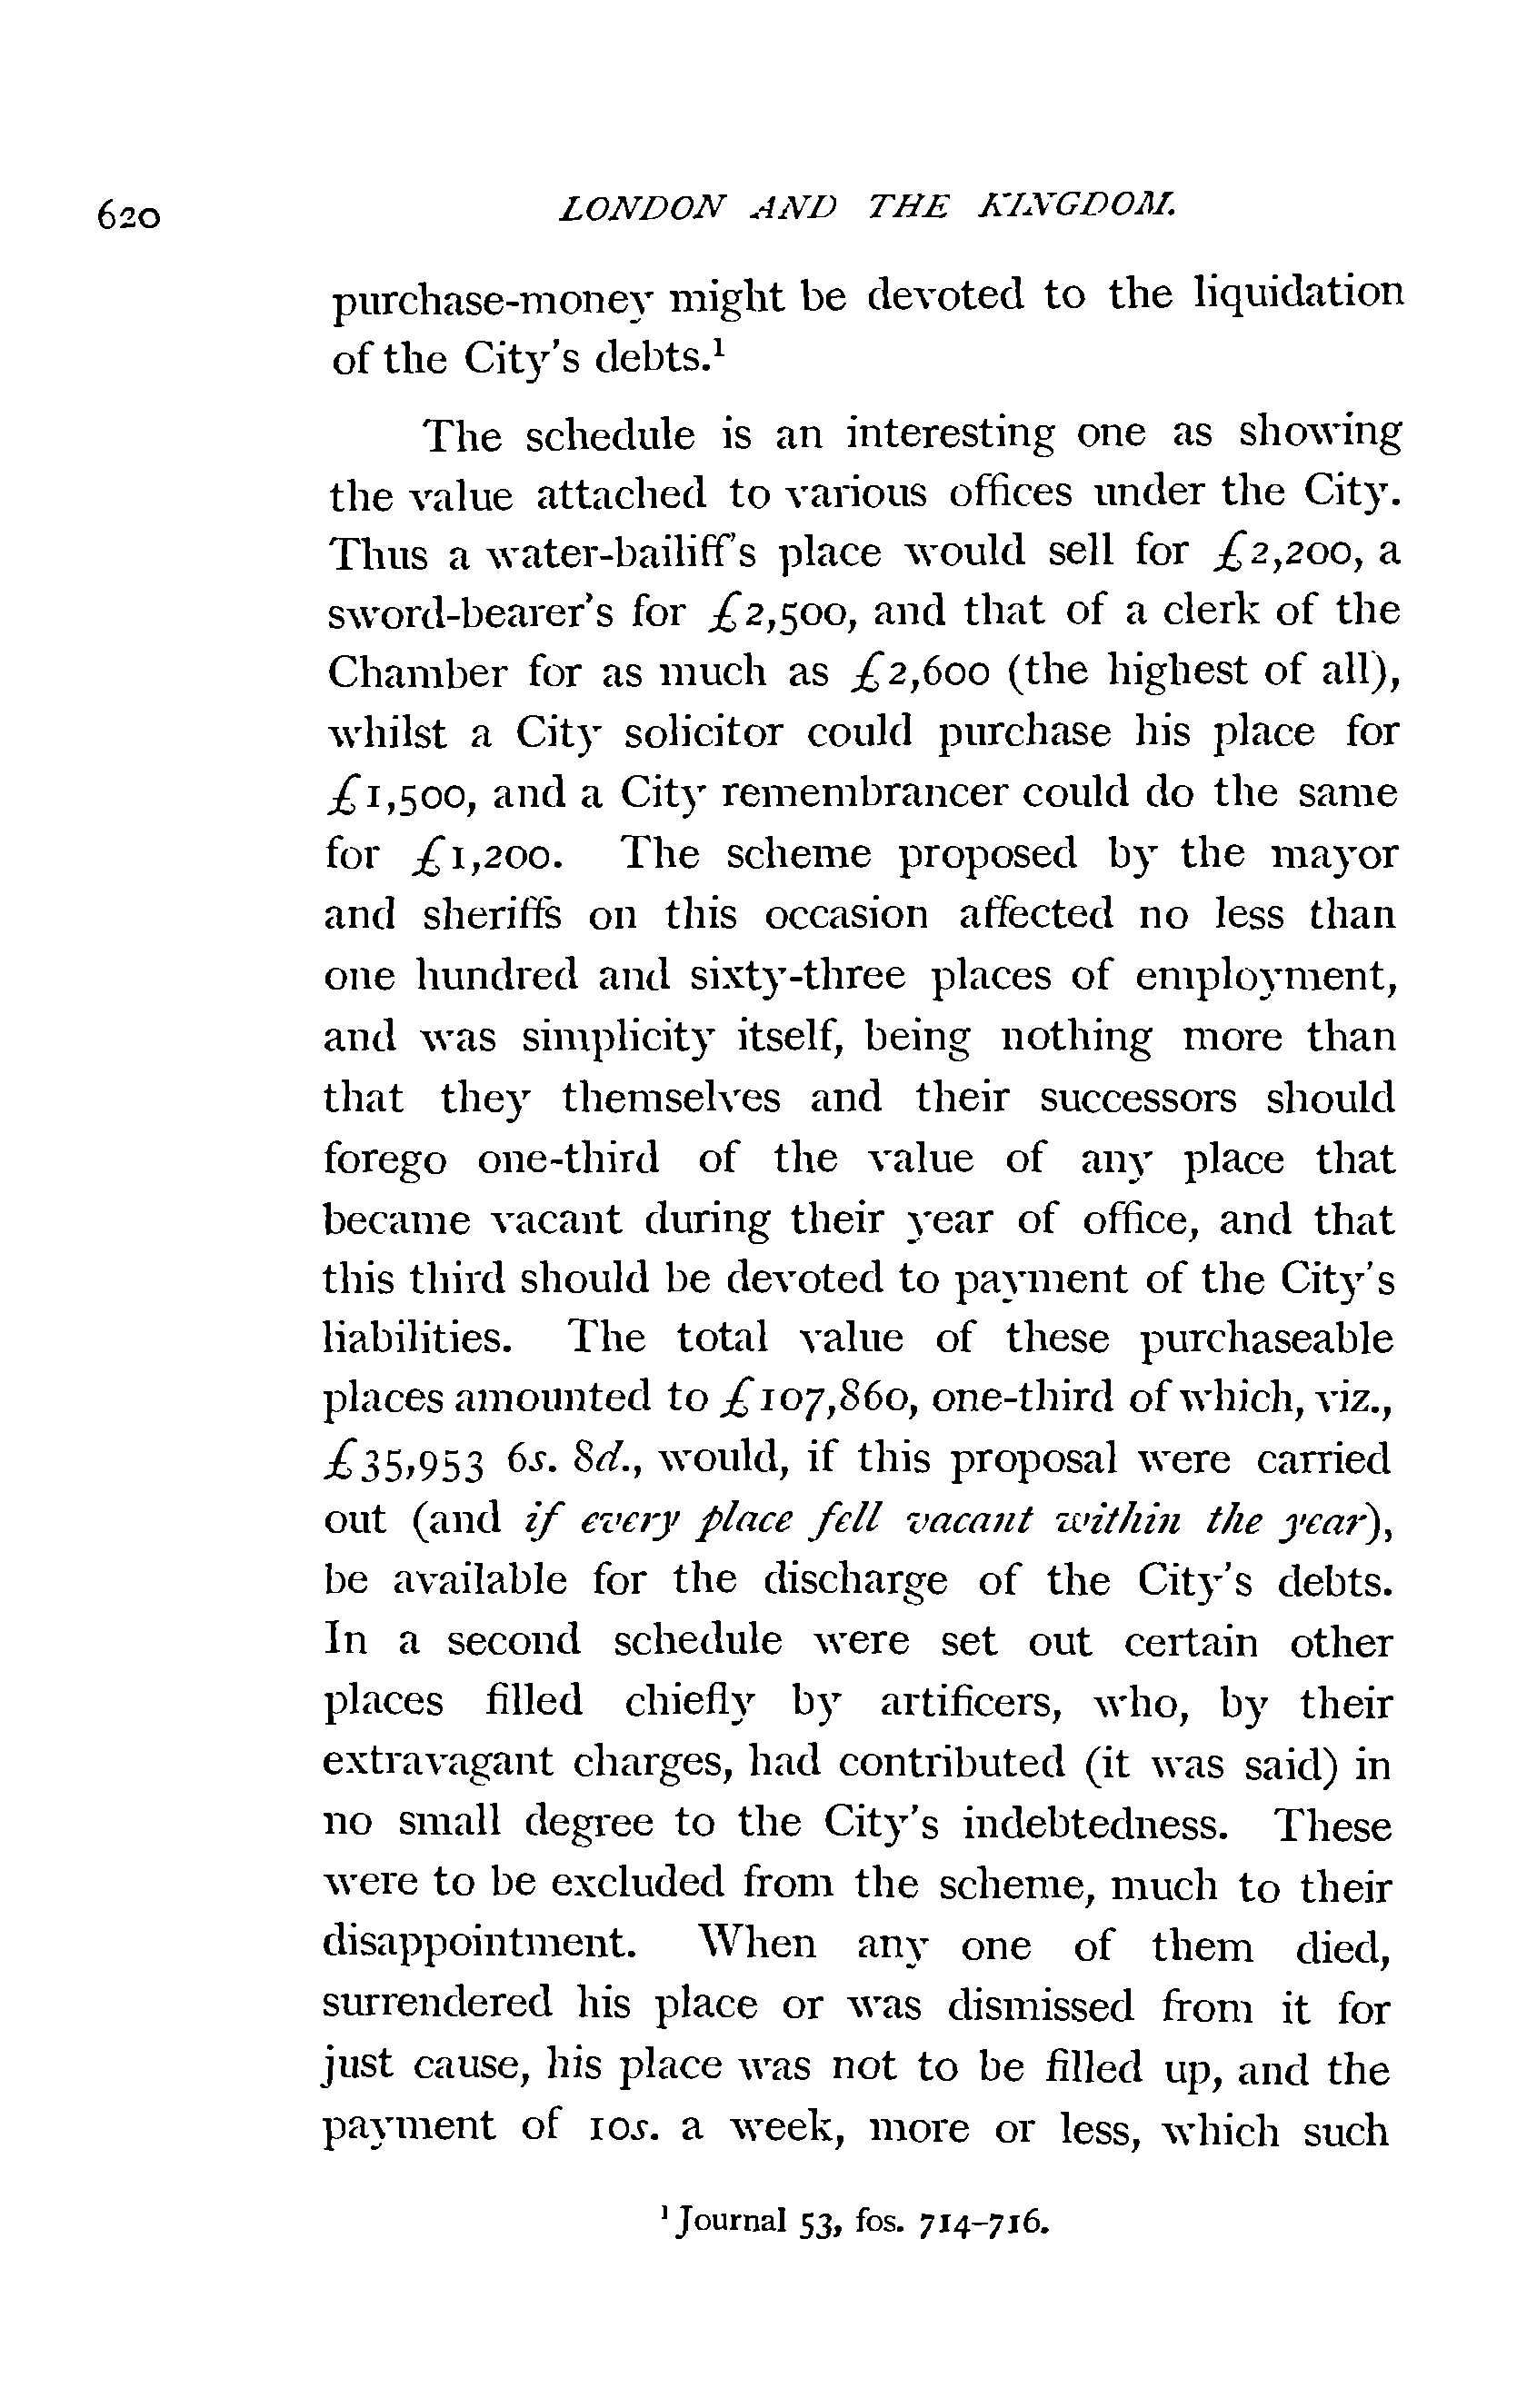 620 LONDON AND THE KINGDOM.
purchase-money might be devoted to the liquidation
of the City's debts.¹
The schedule is an interesting one as showing
the value attached to various offices under the City.
Thus a water-bailiff's place would sell for £2,200, a
sword-bearer's for £2,500, and that of a clerk of the
Chamber for as much as £2,600 (the highest of all),
whilst a City solicitor could purchase his place for
£1,500, and a City remembrancer could do the same
for £1,200. The scheme proposed by the mayor
and sheriffs on this occasion affected no less than
one hundred and sixty-three places of employment,
and was simplicity itself, being nothing more than
that they themselves and their successors should
forego one-third of the value of any place that
became vacant during their year of office, and that
this third should be devoted to payment of the City's
liabilities. The total value of these purchaseable
places amounted to £107,860, one-third of which, viz.,
£35,953 6s. 8d., would, if this proposal were carried
out (and if every place fell vacant within the year),
be available for the discharge of the City's debts.
In a second schedule were set out certain other
places filled chiefly by artificers, who, by their
extravagant charges, had contributed (it was said) in
no small degree to the City's indebtedness. These
were to be excluded from the scheme, much to their
disappointment. When any one of them died,
surrendered his place or was dismissed from it for
just cause, his place was not to be filled up, and the
payment of 10s. a week, more or less, which such
¹ Journal 53, fos. 714-716.